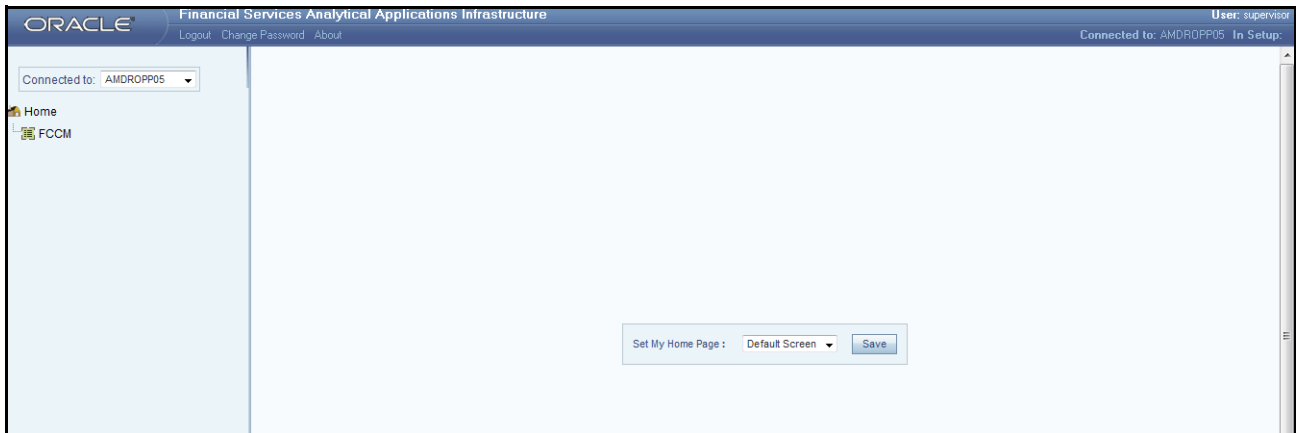 ORACLE
Financial Services Analytical Applications Infrastructure
User: supervisor
Logout Change Password About
Connected to: AMDROPP05 In Setup:
Connected to: AMDROPP05
Home
FCCM
Set My Home Page : Default Screen Save